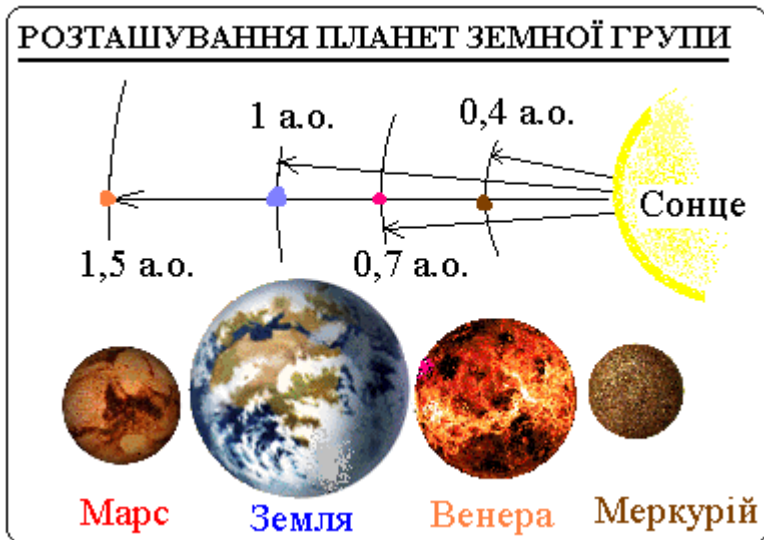 РОЗТАШУВАННЯ ПЛАНЕТ ЗЕМНОЇ ГРУПИ
1 а.о.
0,4 а.о.
Сонце
1,5 а.о.
0,7 а.о.
Марс
Земля
Венера
Меркурій